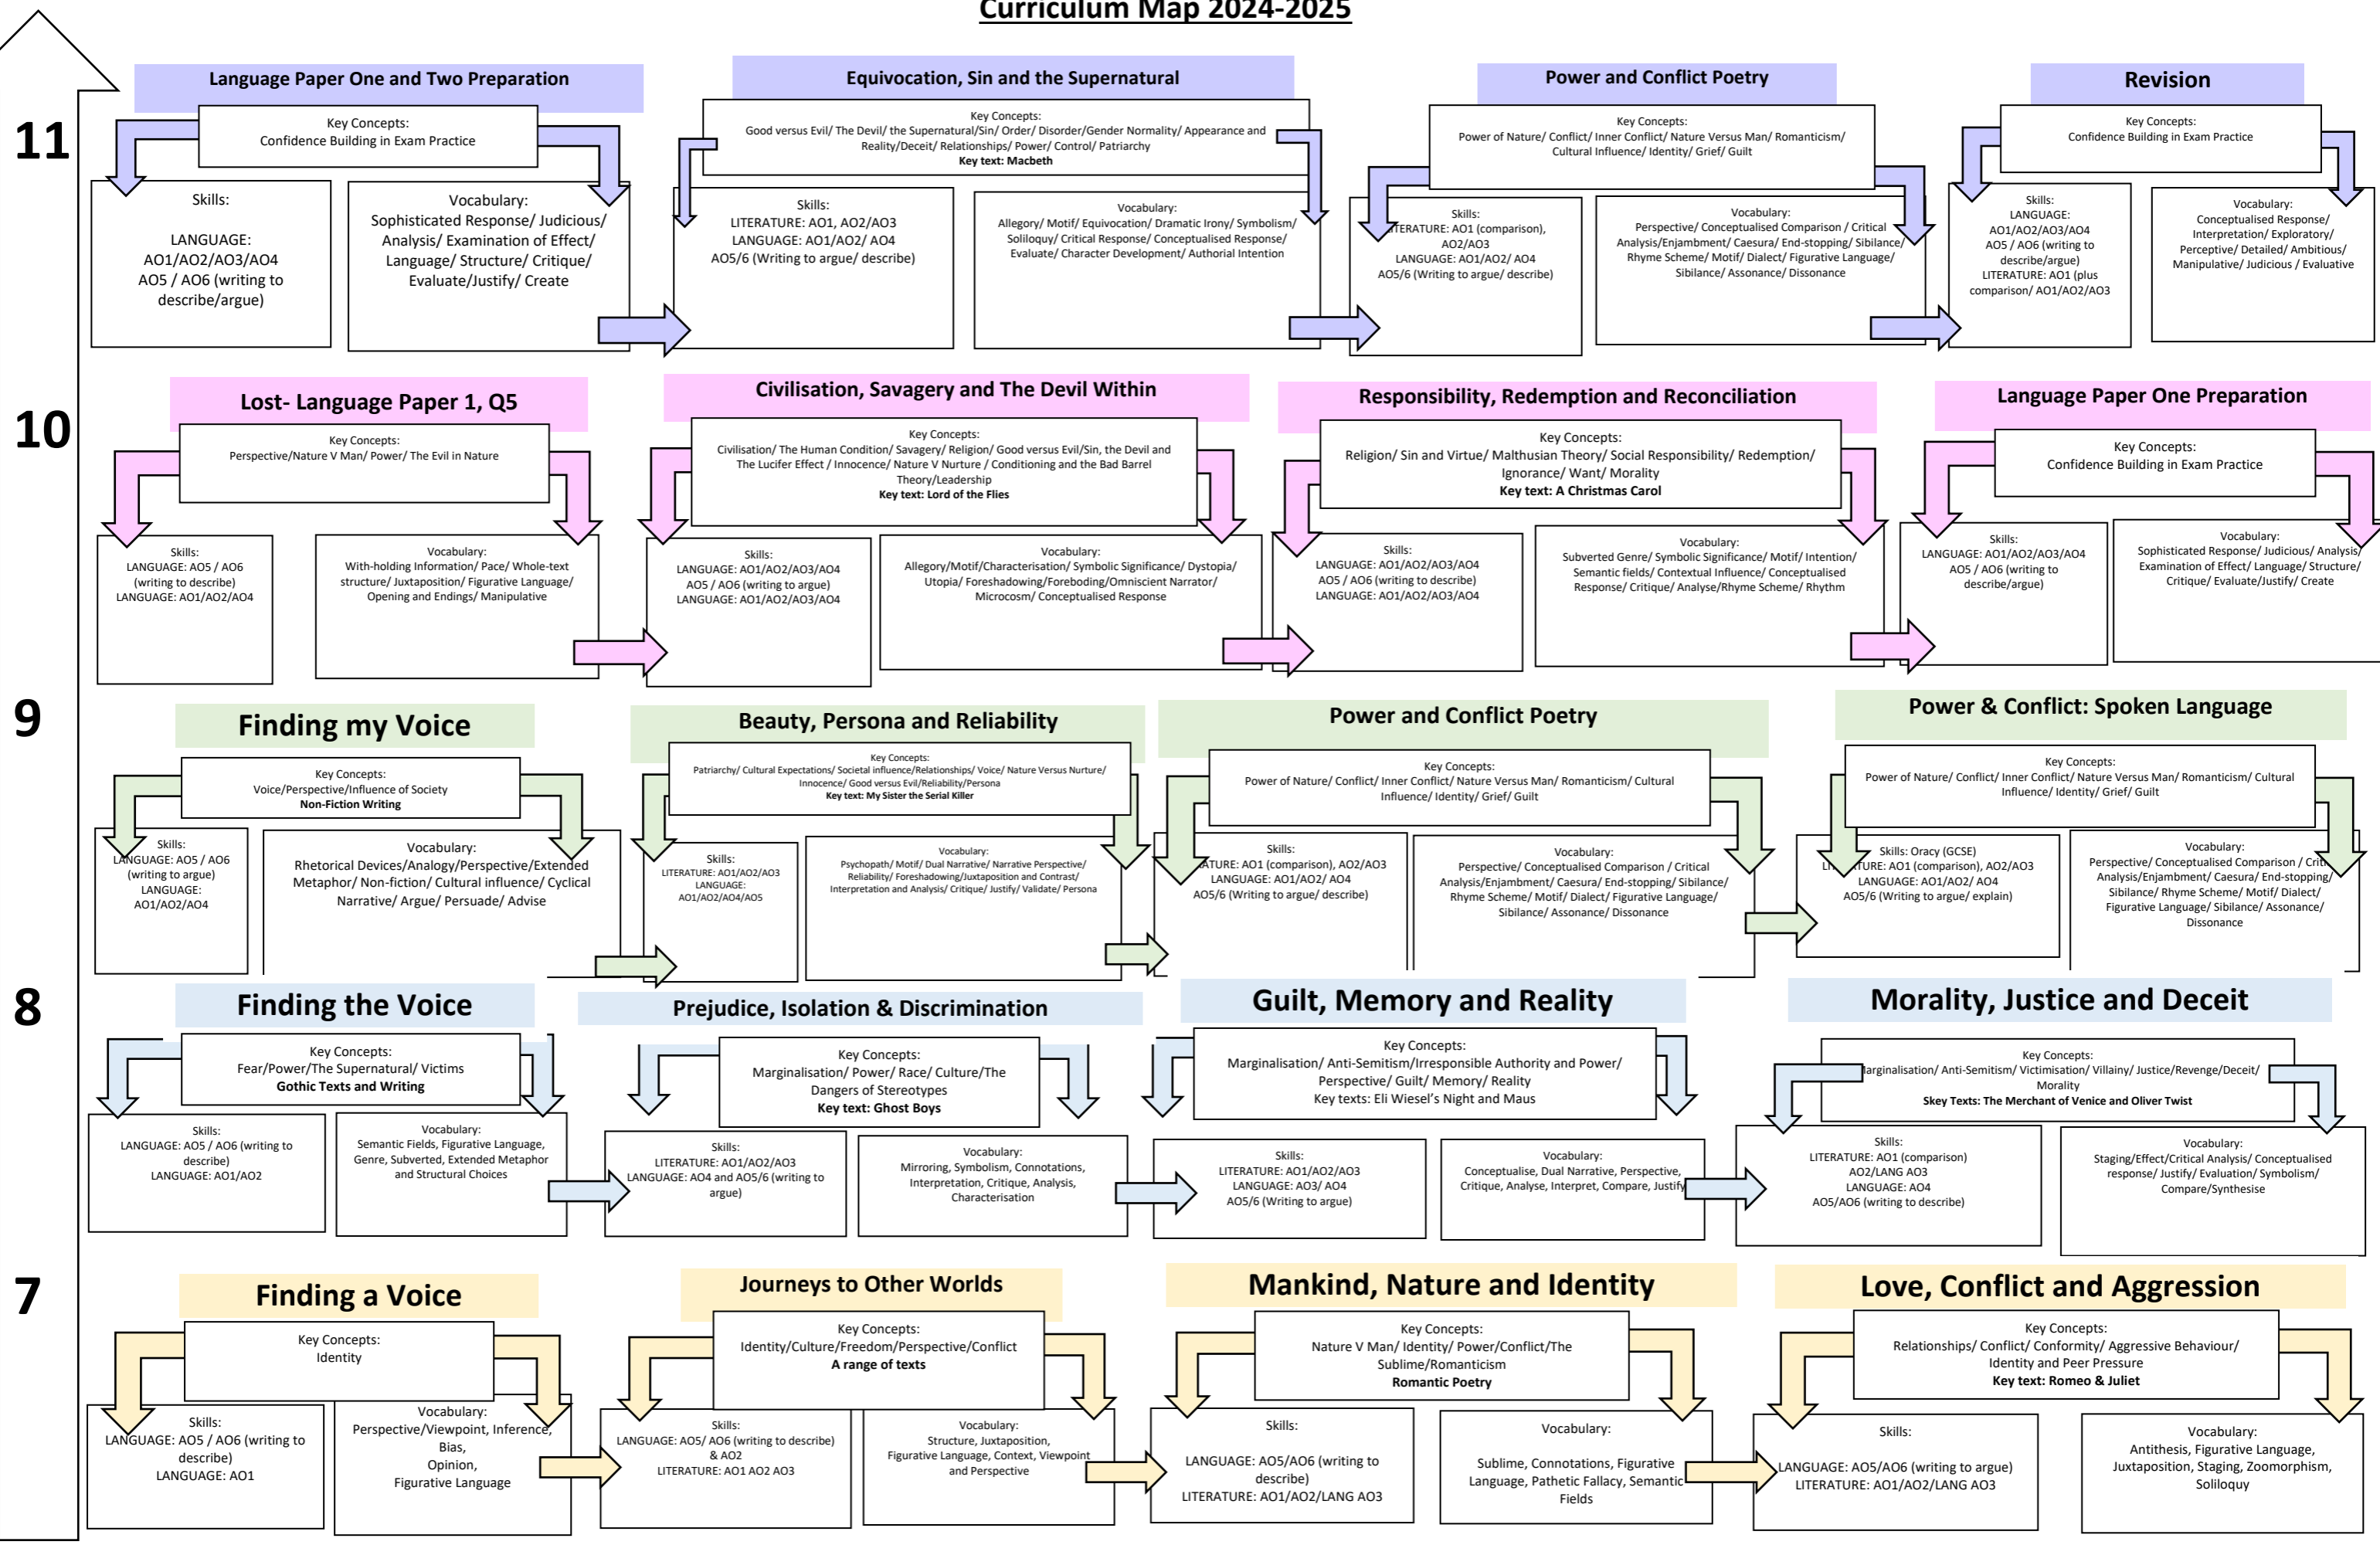 Curriculum Map 2024-2025
11
Language Paper One and Two Preparation
Key Concepts:
Confidence Building in Exam Practice
Skills:
LANGUAGE:
AO1/AO2/AO3/AO4
AO5 / AO6 (writing to
describe/argue)
Vocabulary:
Sophisticated Response/ Judicious/
Analysis/ Examination of Effect/
Language/ Structure/ Critique/
Evaluate/Justify/ Create
Equivocation, Sin and the Supernatural
Key Concepts:
Good versus Evil/ The Devil/ the Supernatural/Sin/ Order/ Disorder/Gender Normality/ Appearance and
Reality/Deceit/ Relationships/ Power/ Control/ Patriarchy
Key text: Macbeth
Skills:
LITERATURE: AO1, AO2/AO3
LANGUAGE: AO1/AO2/ AO4
AO5/6 (Writing to argue/ describe)
Vocabulary:
Allegory/ Motif/ Equivocation/ Dramatic Irony/ Symbolism/
Soliloquy/ Critical Response/ Conceptualised Response/
Evaluate/ Character Development/ Authorial Intention
Power and Conflict Poetry
Key Concepts:
Power of Nature/ Conflict/ Inner Conflict/ Nature Versus Man/ Romanticism/
Cultural Influence/ Identity/ Grief/ Guilt
Skills:
ITERATURE: AO1 (comparison),
AO2/AO3
LANGUAGE: AO1/AO2/ AO4
AO5/6 (Writing to argue/ describe)
Vocabulary:
Perspective/ Conceptualised Comparison / Critical
Analysis/Enjambment/ Caesura/ End-stopping/ Sibilance/
Rhyme Scheme/ Motif/ Dialect/ Figurative Language/
Sibilance/ Assonance/ Dissonance
Revision
Key Concepts:
Confidence Building in Exam Practice
Skills:
LANGUAGE:
AO1/AO2/AO3/AO4
AO5 / AO6 (writing to
describe/argue)
LITERATURE: AO1 (plus
comparison/ AO1/AO2/AO3
Vocabulary:
Conceptualised Response/
Interpretation/ Exploratory/
Perceptive/ Detailed/ Ambitious/
Manipulative/ Judicious / Evaluative
10
Lost- Language Paper 1, Q5
Key Concepts:
Perspective/Nature V Man/ Power/ The Evil in Nature
Skills:
LANGUAGE: AO5 / AO6
(writing to describe)
LANGUAGE: AO1/AO2/AO4
Vocabulary:
With-holding Information/ Pace/ Whole-text
structure/ Juxtaposition/ Figurative Language/
Opening and Endings/ Manipulative
Civilisation, Savagery and The Devil Within
Key Concepts:
Civilisation/ The Human Condition/ Savagery/ Religion/ Good versus Evil/Sin, the Devil and
The Lucifer Effect / Innocence/ Nature V Nurture / Conditioning and the Bad Barrel
Theory/Leadership
Key text: Lord of the Flies
Skills:
LANGUAGE: AO1/AO2/AO3/AO4
AO5 / AO6 (writing to argue)
LANGUAGE: AO1/AO2/AO3/AO4
Vocabulary:
Allegory/Motif/Characterisation/ Symbolic Significance/ Dystopia/
Utopia/ Foreshadowing/Foreboding/Omniscient Narrator/
Microcosm/ Conceptualised Response
Responsibility, Redemption and Reconciliation
Key Concepts:
Religion/ Sin and Virtue/ Malthusian Theory/ Social Responsibility/ Redemption/
Ignorance/ Want/ Morality
Key text: A Christmas Carol
Skills:
LANGUAGE: AO1/AO2/AO3/AO4
AO5 / AO6 (writing to describe)
LANGUAGE: AO1/AO2/AO3/AO4
Vocabulary:
Subverted Genre/ Symbolic Significance/ Motif/ Intention/
Semantic fields/ Contextual Influence/ Conceptualised
Response/ Critique/ Analyse/Rhyme Scheme/ Rhythm
Language Paper One Preparation
Key Concepts:
Confidence Building in Exam Practice
Skills:
LANGUAGE: AO1/AO2/AO3/AO4
AO5 / AO6 (writing to
describe/argue)
Vocabulary:
Sophisticated Response/ Judicious/ Analysis/
Examination of Effect/ Language/ Structure/
Critique/ Evaluate/Justify/ Create
9
Finding my Voice
Key Concepts:
Voice/Perspective/Influence of Society
Non-Fiction Writing
Skills:
LANGUAGE: AO5 / AO6
(writing to argue)
LANGUAGE:
AO1/AO2/AO4
Vocabulary:
Rhetorical Devices/Analogy/Perspective/Extended
Metaphor/ Non-fiction/ Cultural influence/ Cyclical
Narrative/ Argue/ Persuade/ Advise
Beauty, Persona and Reliability
Key Concepts:
Patriarchy/ Cultural Expectations/ Societal influence/Relationships/ Voice/ Nature Versus Nurture/
Innocence/ Good versus Evil/Reliability/Persona
Key text: My Sister the Serial Killer
Skills:
LITERATURE: AO1/AO2/AO3
LANGUAGE:
AO1/AO2/AO4/AO5
Vocabulary:
Psychopath/ Motif/ Dual Narrative/ Narrative Perspective/
Reliability/ Foreshadowing/Juxtaposition and Contrast/
Interpretation and Analysis/ Critique/ Justify/ Validate/ Persona
Power and Conflict Poetry
Key Concepts:
Power of Nature/ Conflict/ Inner Conflict/ Nature Versus Man/ Romanticism/ Cultural
Influence/ Identity/ Grief/ Guilt
Skills:
ATURE: AO1 (comparison), AO2/AO3
LANGUAGE: AO1/AO2/ AO4
AO5/6 (Writing to argue/ describe)
Vocabulary:
Perspective/ Conceptualised Comparison / Critical
Analysis/Enjambment/ Caesura/ End-stopping/ Sibilance/
Rhyme Scheme/ Motif/ Dialect/ Figurative Language/
Sibilance/ Assonance/ Dissonance
Power & Conflict: Spoken Language
Key Concepts:
Power of Nature/ Conflict/ Inner Conflict/ Nature Versus Man/ Romanticism/ Cultural
Influence/ Identity/ Grief/ Guilt
Skills: Oracy (GCSE)
TURE: AO1 (comparison), AO2/AO3
LANGUAGE: AO1/AO2/ AO4
AO5/6 (Writing to argue/ explain)
Vocabulary:
Perspective/ Conceptualised Comparison /
Analysis/Enjambment/ Caesura/ End-stopping/
Sibilance/ Rhyme Scheme/ Motif/ Dialect/
Figurative Language/ Sibilance/ Assonance/
Dissonance
8
Finding the Voice
Key Concepts:
Fear/Power/The Supernatural/ Victims
Gothic Texts and Writing
Skills:
LANGUAGE: AO5 / AO6 (writing to
describe)
LANGUAGE: AO1/AO2
Vocabulary:
Semantic Fields, Figurative Language,
Genre, Subverted, Extended Metaphor
and Structural Choices
Prejudice, Isolation & Discrimination
Key Concepts:
Marginalisation/ Power/ Race/ Culture/The
Dangers of Stereotypes
Key text: Ghost Boys
Skills:
LITERATURE: AO1/AO2/AO3
LANGUAGE: AO4 and AO5/6 (writing to
argue)
Vocabulary:
Mirroring, Symbolism, Connotations,
Interpretation, Critique, Analysis,
Characterisation
Guilt, Memory and Reality
Key Concepts:
Marginalisation/ Anti-Semitism/Irresponsible Authority and Power/
Perspective/ Guilt/ Memory/ Reality
Key texts: Eli Wiesel's Night and Maus
Skills:
LITERATURE: AO1/AO2/AO3
LANGUAGE: AO3/ AO4
AO5/6 (Writing to argue)
Vocabulary:
Conceptualise, Dual Narrative, Perspective,
Critique, Analyse, Interpret, Compare, Justify
Morality, Justice and Deceit
Key Concepts:
arginalisation/ Anti-Semitism/ Victimisation/ Villainy/ Justice/Revenge/Deceit/
Morality
Skey Texts: The Merchant of Venice and Oliver Twist
Skills:
LITERATURE: AO1 (comparison)
AO2/LANG AO3
LANGUAGE: AO4
AO5/AO6 (writing to describe)
Vocabulary:
Staging/Effect/Critical Analysis/ Conceptualised
response/ Justify/ Evaluation/ Symbolism/
Compare/Synthesise
7
Finding a Voice
Key Concepts:
Identity
Skills:
LANGUAGE: AO5 / AO6 (writing to
describe)
LANGUAGE: AO1
Vocabulary:
Perspective/Viewpoint, Inference,
Bias,
Opinion,
Figurative Language
Journeys to Other Worlds
Key Concepts:
Identity/Culture/Freedom/Perspective/Conflict
A range of texts
Skills:
LANGUAGE: AO5/ AO6 (writing to describe)
& AO2
LITERATURE: AO1 AO2 AO3
Vocabulary:
Structure, Juxtaposition,
Figurative Language, Context, Viewpoint
and Perspective
Mankind, Nature and Identity
Key Concepts:
Nature V Man/ Identity/ Power/Conflict/The
Sublime/Romanticism
Romantic Poetry
Skills:
LANGUAGE: AO5/AO6 (writing to
describe)
LITERATURE: AO1/AO2/LANG AO3
Vocabulary:
Sublime, Connotations, Figurative
Language, Pathetic Fallacy, Semantic
Fields
Love, Conflict and Aggression
Key Concepts:
Relationships/ Conflict/ Conformity/ Aggressive Behaviour/
Identity and Peer Pressure
Key text: Romeo & Juliet
Skills:
LANGUAGE: AO5/AO6 (writing to argue)
LITERATURE: AO1/AO2/LANG AO3
Vocabulary:
Antithesis, Figurative Language,
Juxtaposition, Staging, Zoomorphism,
Soliloquy